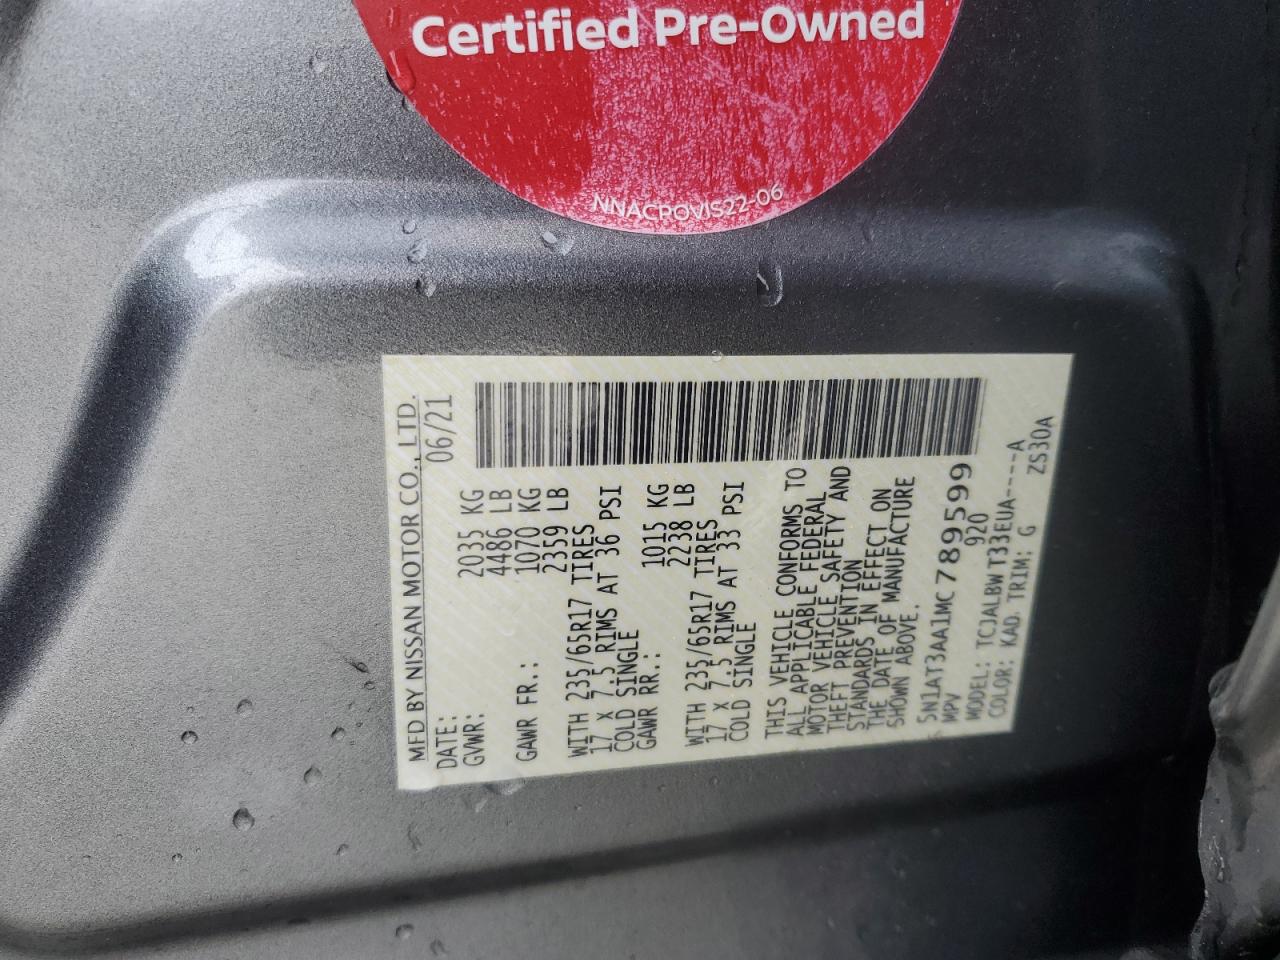 Certified Pre-Owned
NNACPOVIS22-06
MFD BY NISSAN MOTOR CO., LTD.
DATE: 06/21
GVWR: 2035 KG
4486 LB
GAWR FR.: 1070 KG
2359 LB
WITH 235/65R17 TIRES
17 X 7.5 RIMS AT 36 PSI
COLD SINGLE
GAWR RR.: 1015 KG
2238 LB
WITH 235/65R17 TIRES
17 X 7.5 RIMS AT 33 PSI
COLD SINGLE
THIS VEHICLE CONFORMS TO
ALL APPLICABLE FEDERAL
MOTOR VEHICLE SAFETY AND
THEFT PREVENTION
STANDARDS IN EFFECT ON
THE DATE OF MANUFACTURE
SHOWN ABOVE.
5N1AT3AA1MC789599
MPV 920
MODEL: TCJALBWT33EUA-----A
COLOR: KAD TRIM: G ZS30A